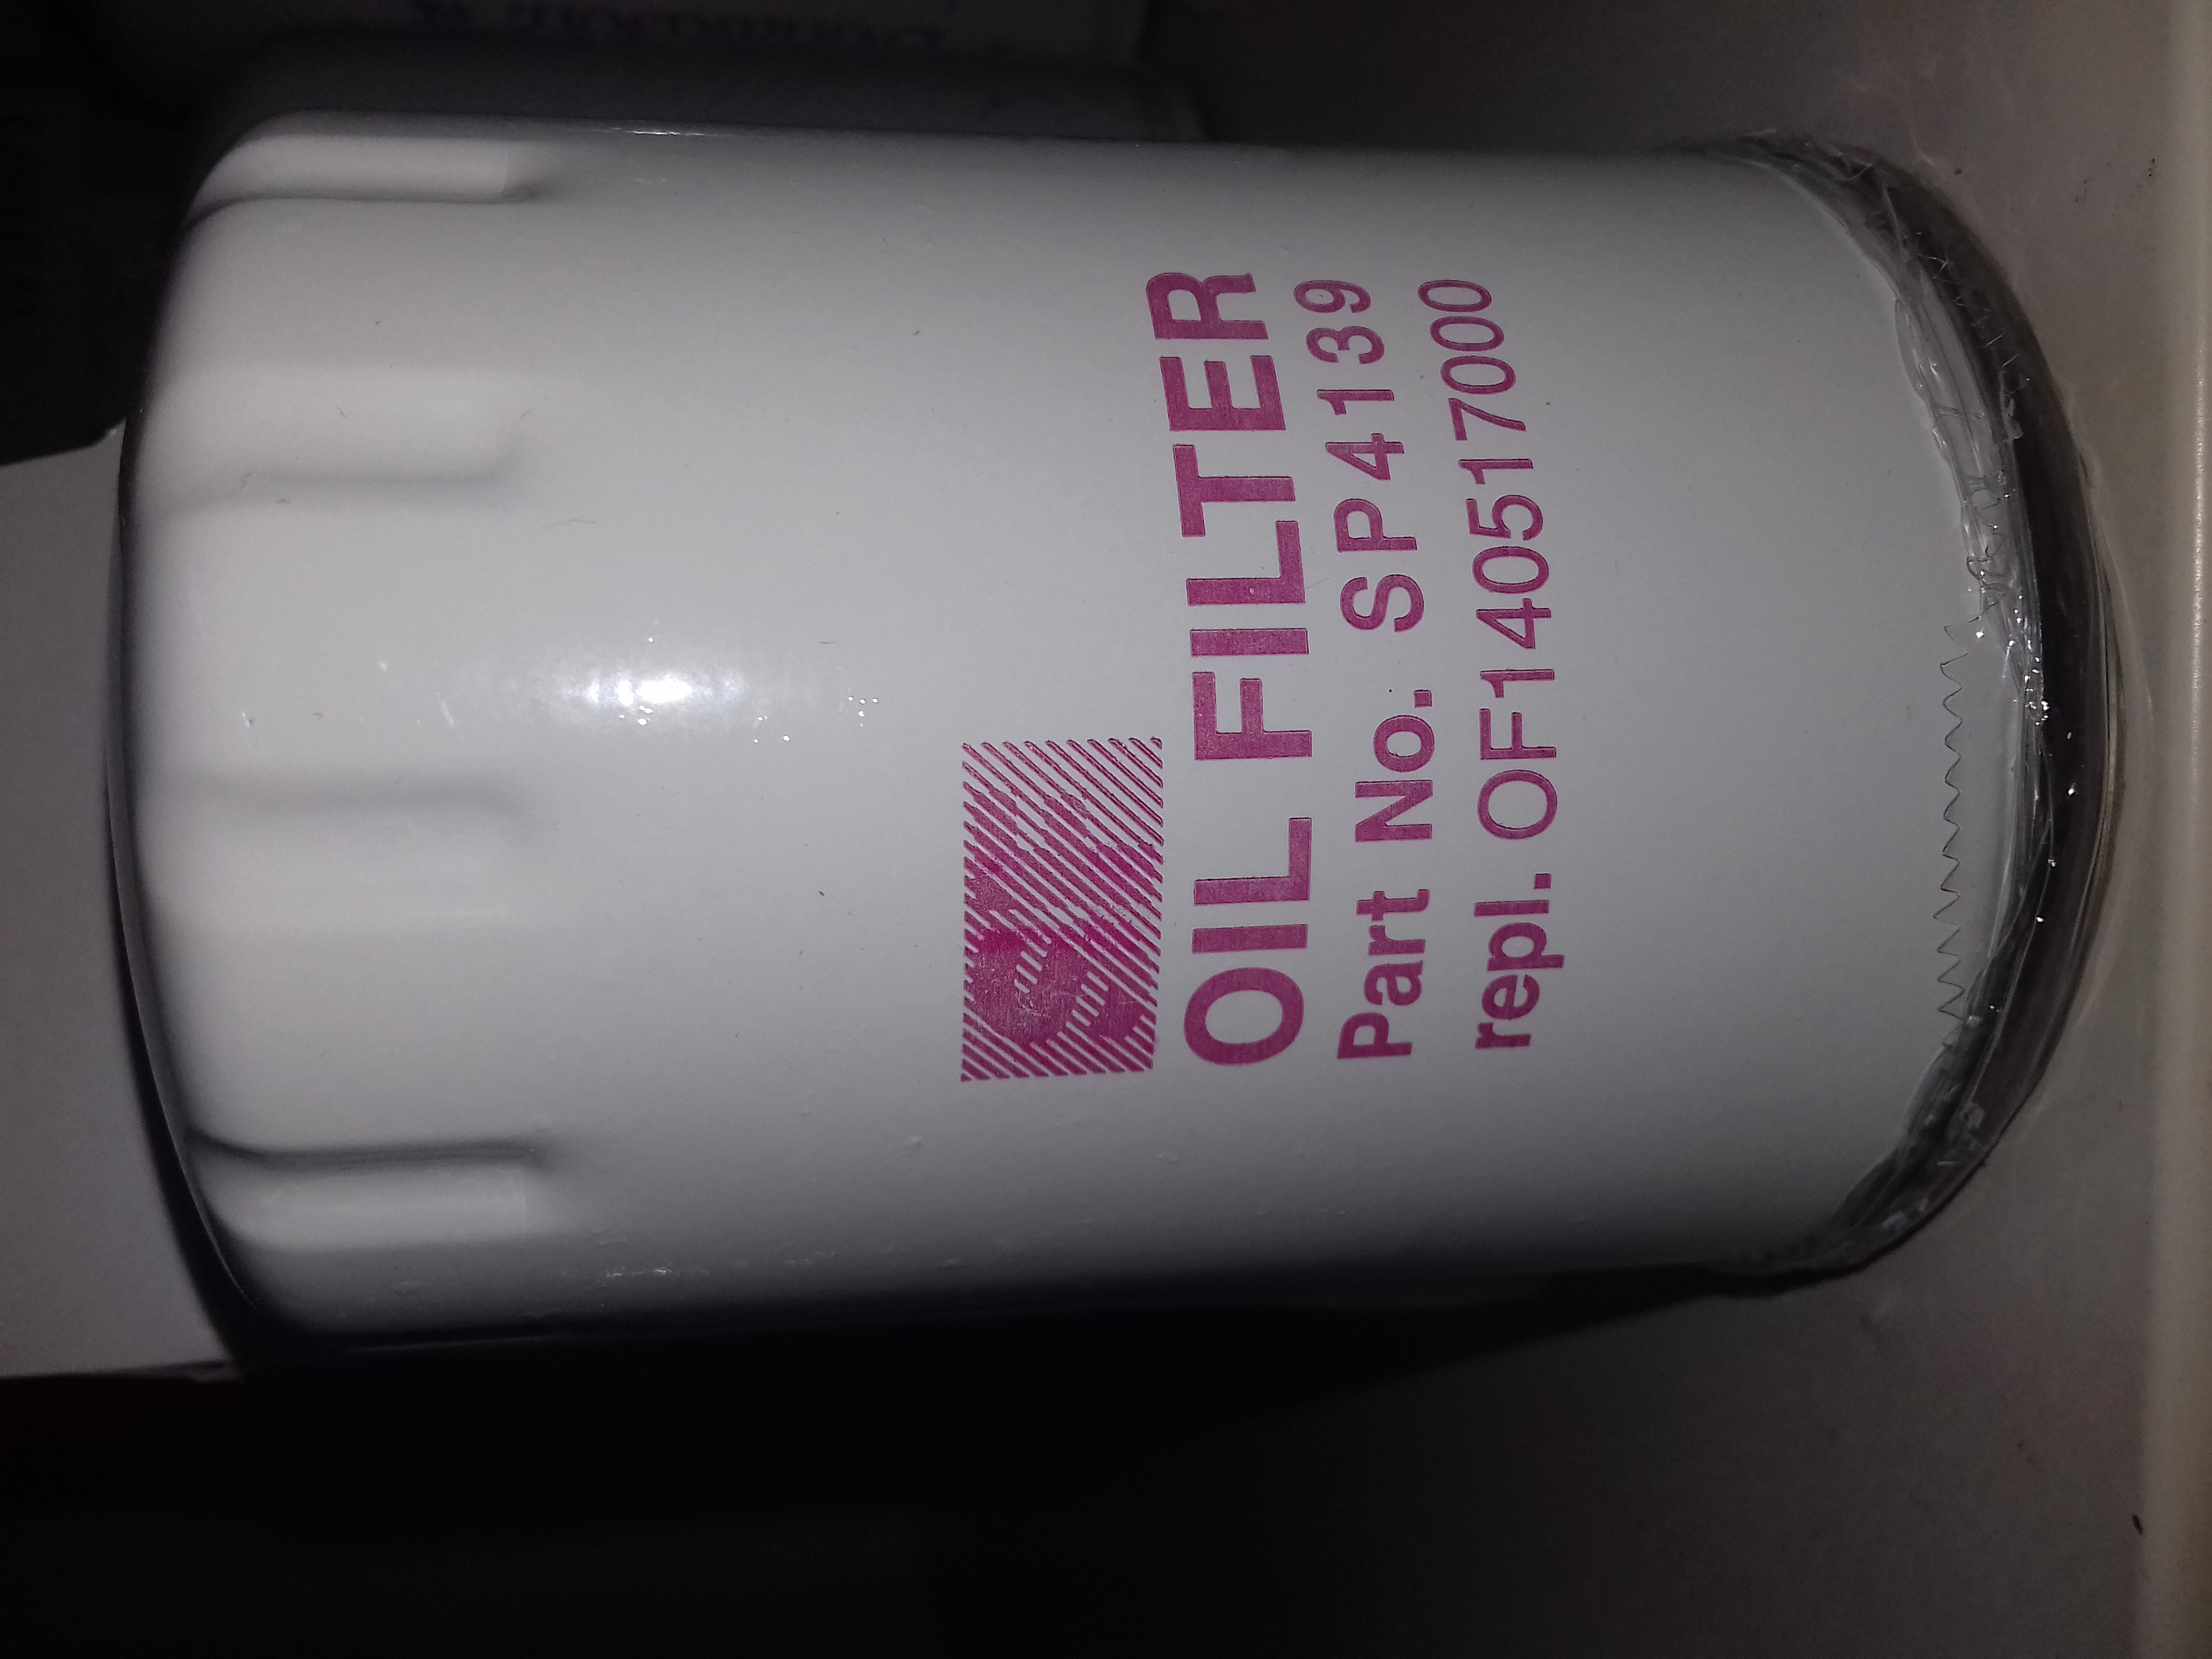 OIL FILTER
Part No. SP4139
repl. OF140517000